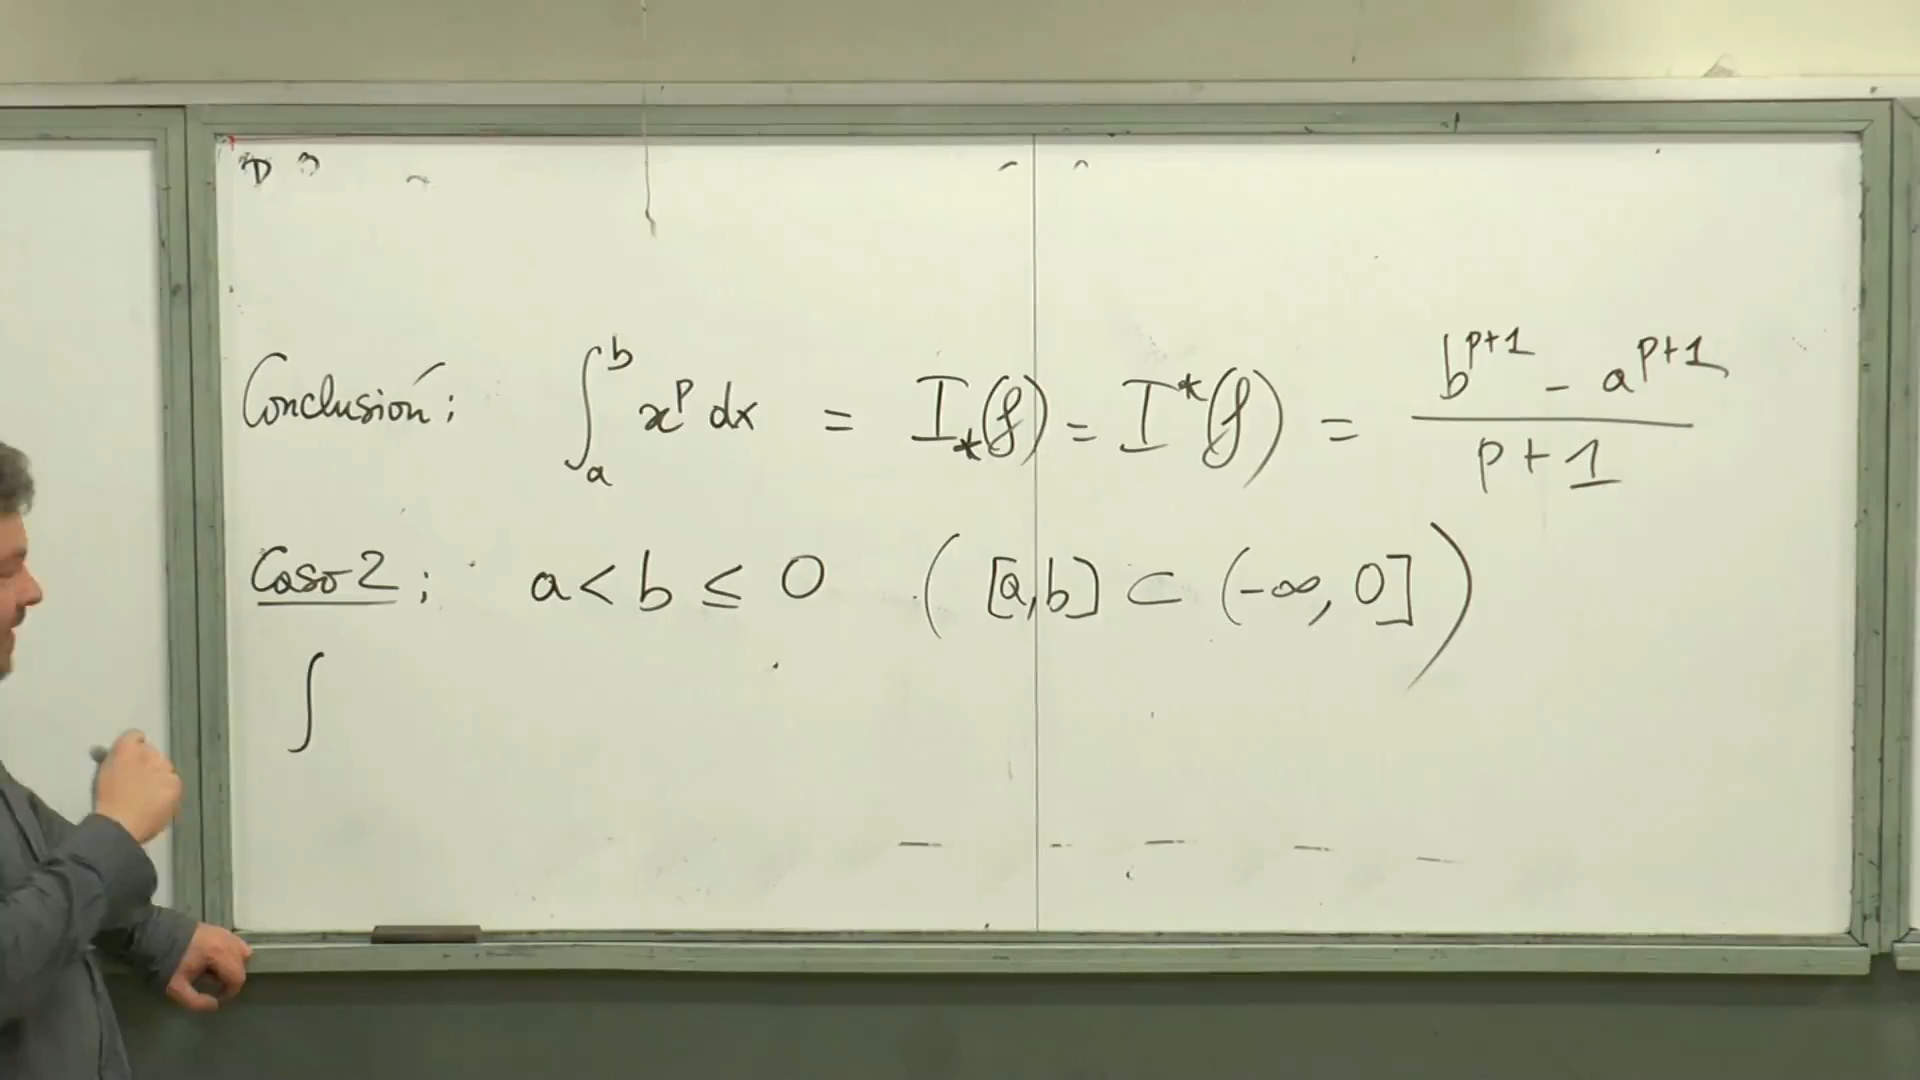 Conclusión: ∫_a^b x^p dx = I_*(f) = I^*(f) = (b^{p+1} - a^{p+1})/(p+1)
Caso 2: a < b ≤ 0 ( [a,b] ⊂ (-∞, 0] )
∫